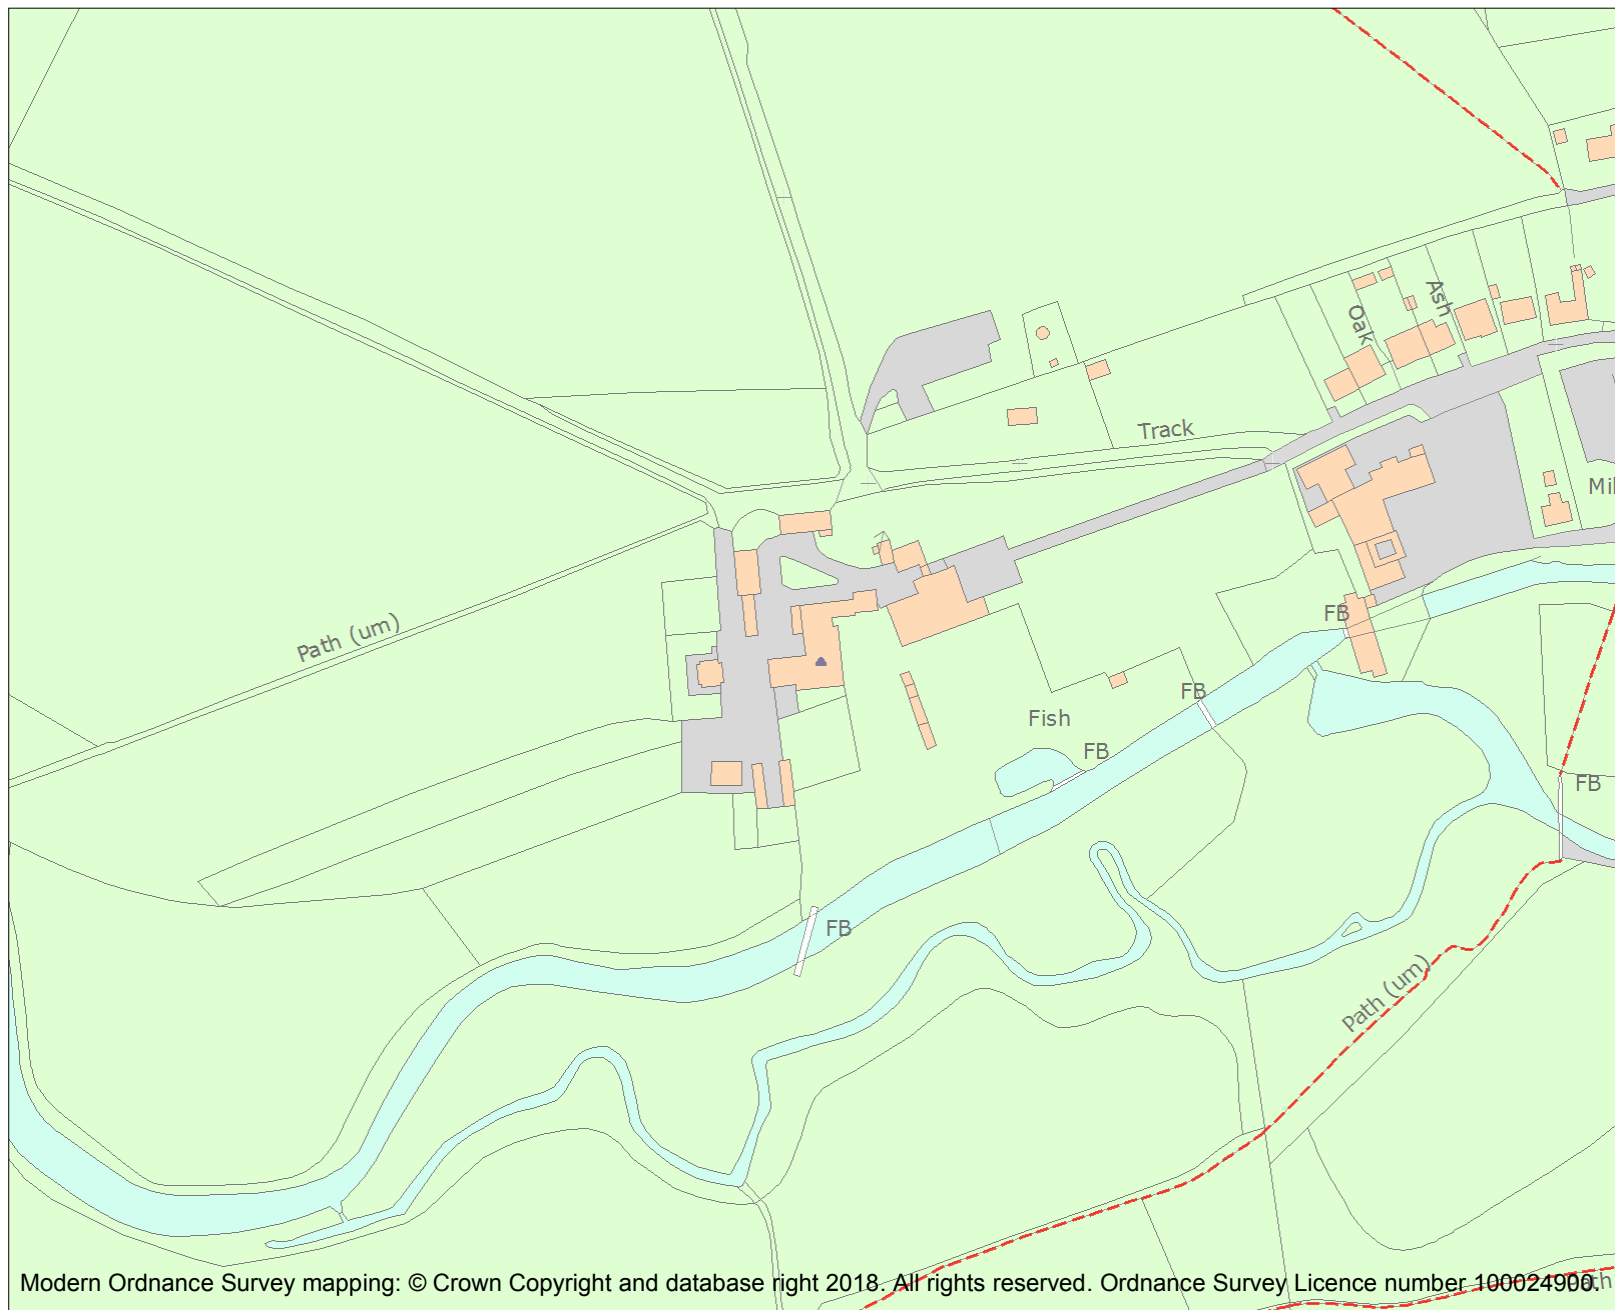 Oak
Ash
Track
Mil
Path (um)
FB
FB
Fish
FB
FB
FB
Path (um)
Path
Modern Ordnance Survey mapping: © Crown Copyright and database right 2018. All rights reserved. Ordnance Survey Licence number 100024900.